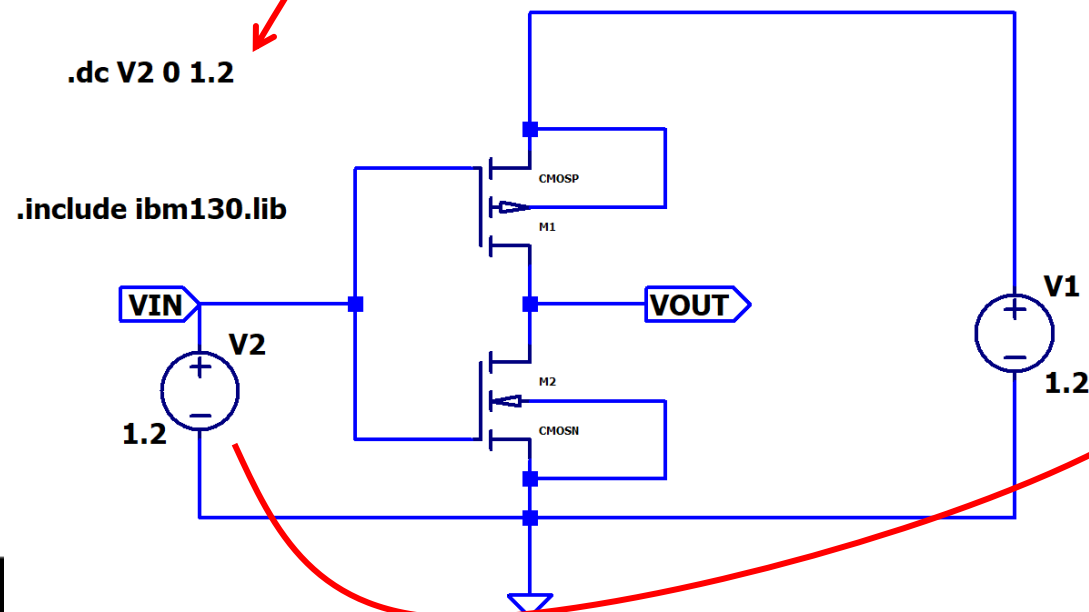 .dc V2 0 1.2
CMOSP
.include ibm130.lib
M1
V1
VIN
VOUT
V2
M2
1.2
1.2
CMOSN